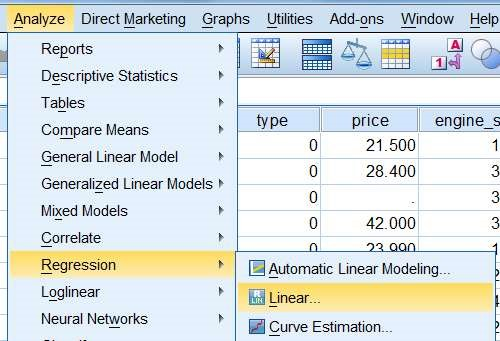 Analyze Direct Marketing Graphs Utilities Add-ons Window Help
Reports
Descriptive Statistics
Tables
Compare Means
General Linear Model
Generalized Linear Models
Mixed Models
Correlate
Regression
Loglinear
Neural Networks
type price engine_s
0 21.500 1
0 28.400 3
0 . 3
0 42.000 3
0 23.990
Automatic Linear Modeling...
Linear...
Curve Estimation...